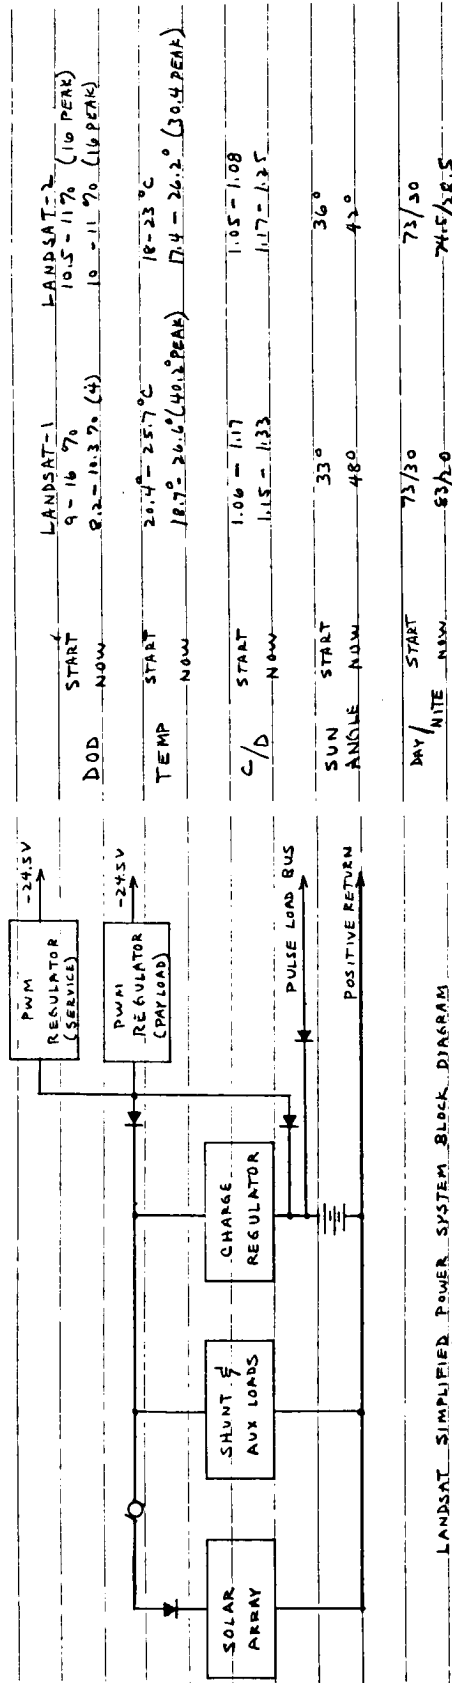 PWM
REGULATOR
(SERVICE)
-24.5V
PWM
REGULATOR
(PAYLOAD)
-24.5V
SOLAR
ARRAY
SHUNT &
AUX LOADS
CHARGE
REGULATOR
PULSE LOAD BUS
POSITIVE RETURN
LANDSAT SIMPLIFIED POWER SYSTEM BLOCK DIAGRAM
LANDSAT-1 LANDSAT-2
START 9 - 16 % 10.5 - 11 % (16 PEAK)
DOD
NOW 8.2 - 10.3 % (4) 10 - 11 % (16 PEAK)
START 20.4° - 25.7°C 18 - 23 °C
TEMP
NOW 18.7° - 26.6° (40.2° PEAK) 17.4 - 26.2° (30.4 PEAK)
START 1.06 - 1.17 1.05 - 1.08
C/D
NOW 1.15 - 1.33 1.17 - 1.25
SUN START 33° 36°
ANGLE NOW 48° 42°
START 73/30 73/30
DAY/NITE NOW 83/20 74.5/28.5